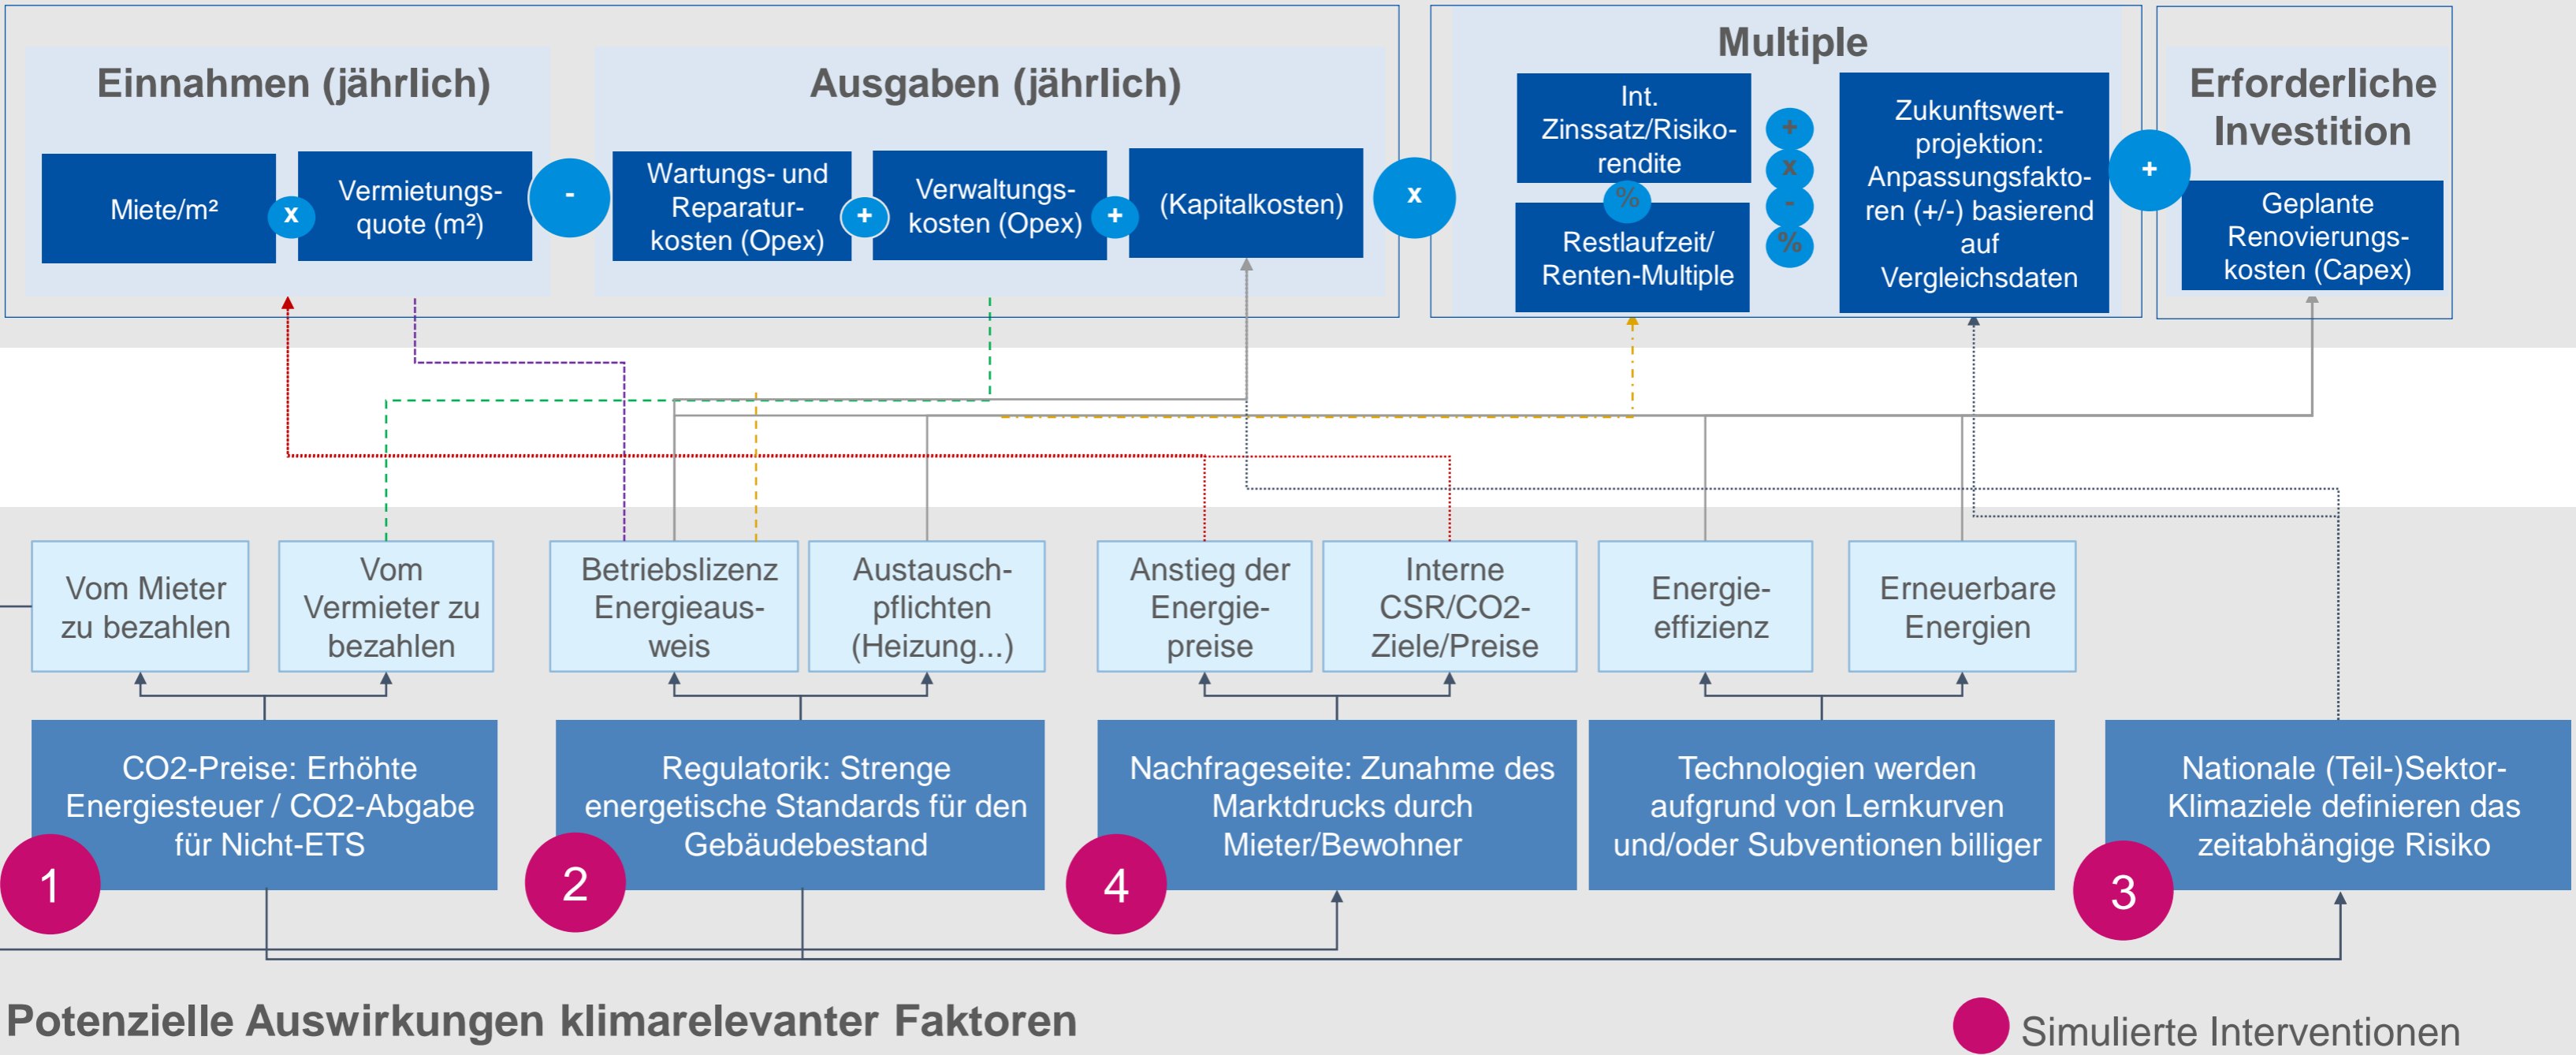 Einnahmen (jährlich)
Miete/m²
x
Vermietungs-
quote (m²)
-
Ausgaben (jährlich)
Wartungs- und
Reparatur-
kosten (Opex)
+
Verwaltungs-
kosten (Opex)
+
(Kapitalkosten)
x
Multiple
Int.
Zinssatz/Risiko-
rendite
%
Restlaufzeit/
Renten-Multiple
+
x
-
%
Zukunftswert-
projektion:
Anpassungsfakto-
ren (+/-) basierend
auf
Vergleichsdaten
+
Erforderliche
Investition
Geplante
Renovierungs-
kosten (Capex)
Vom Mieter
zu bezahlen
Vom
Vermieter zu
bezahlen
Betriebslizenz
Energieaus-
weis
Austausch-
pflichten
(Heizung...)
Anstieg der
Energie-
preise
Interne
CSR/CO2-
Ziele/Preise
Energie-
effizienz
Erneuerbare
Energien
CO2-Preise: Erhöhte
Energiesteuer / CO2-Abgabe
für Nicht-ETS
1
Regulatorik: Strenge
energetische Standards für den
Gebäudebestand
2
Nachfrageseite: Zunahme des
Marktdrucks durch
Mieter/Bewohner
4
Technologien werden
aufgrund von Lernkurven
und/oder Subventionen billiger
Nationale (Teil-)Sektor-
Klimaziele definieren das
zeitabhängige Risiko
3
Potenzielle Auswirkungen klimarelevanter Faktoren
Simulierte Interventionen